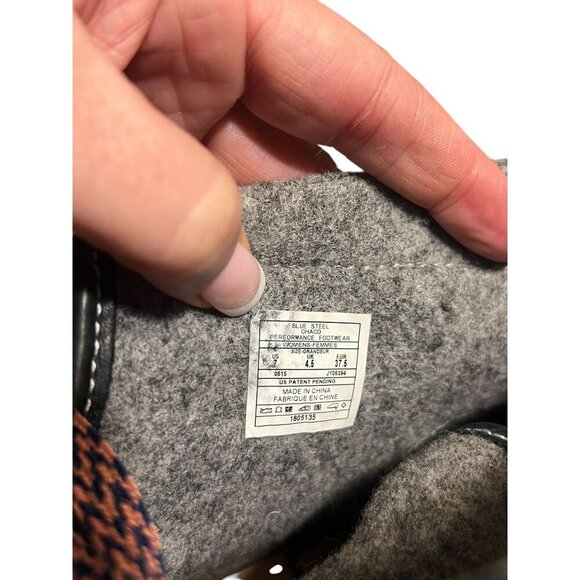 BLUE STEEL
CHACO
PERFORMANCE FOOTWEAR
WOMENS-FEMMES
SIZE-GRANDEUR
US UK EUR
7 4.5 37.5
0515 J105394
US PATENT PENDING
MADE IN CHINA
FABRIQUE EN CHINE
1805135